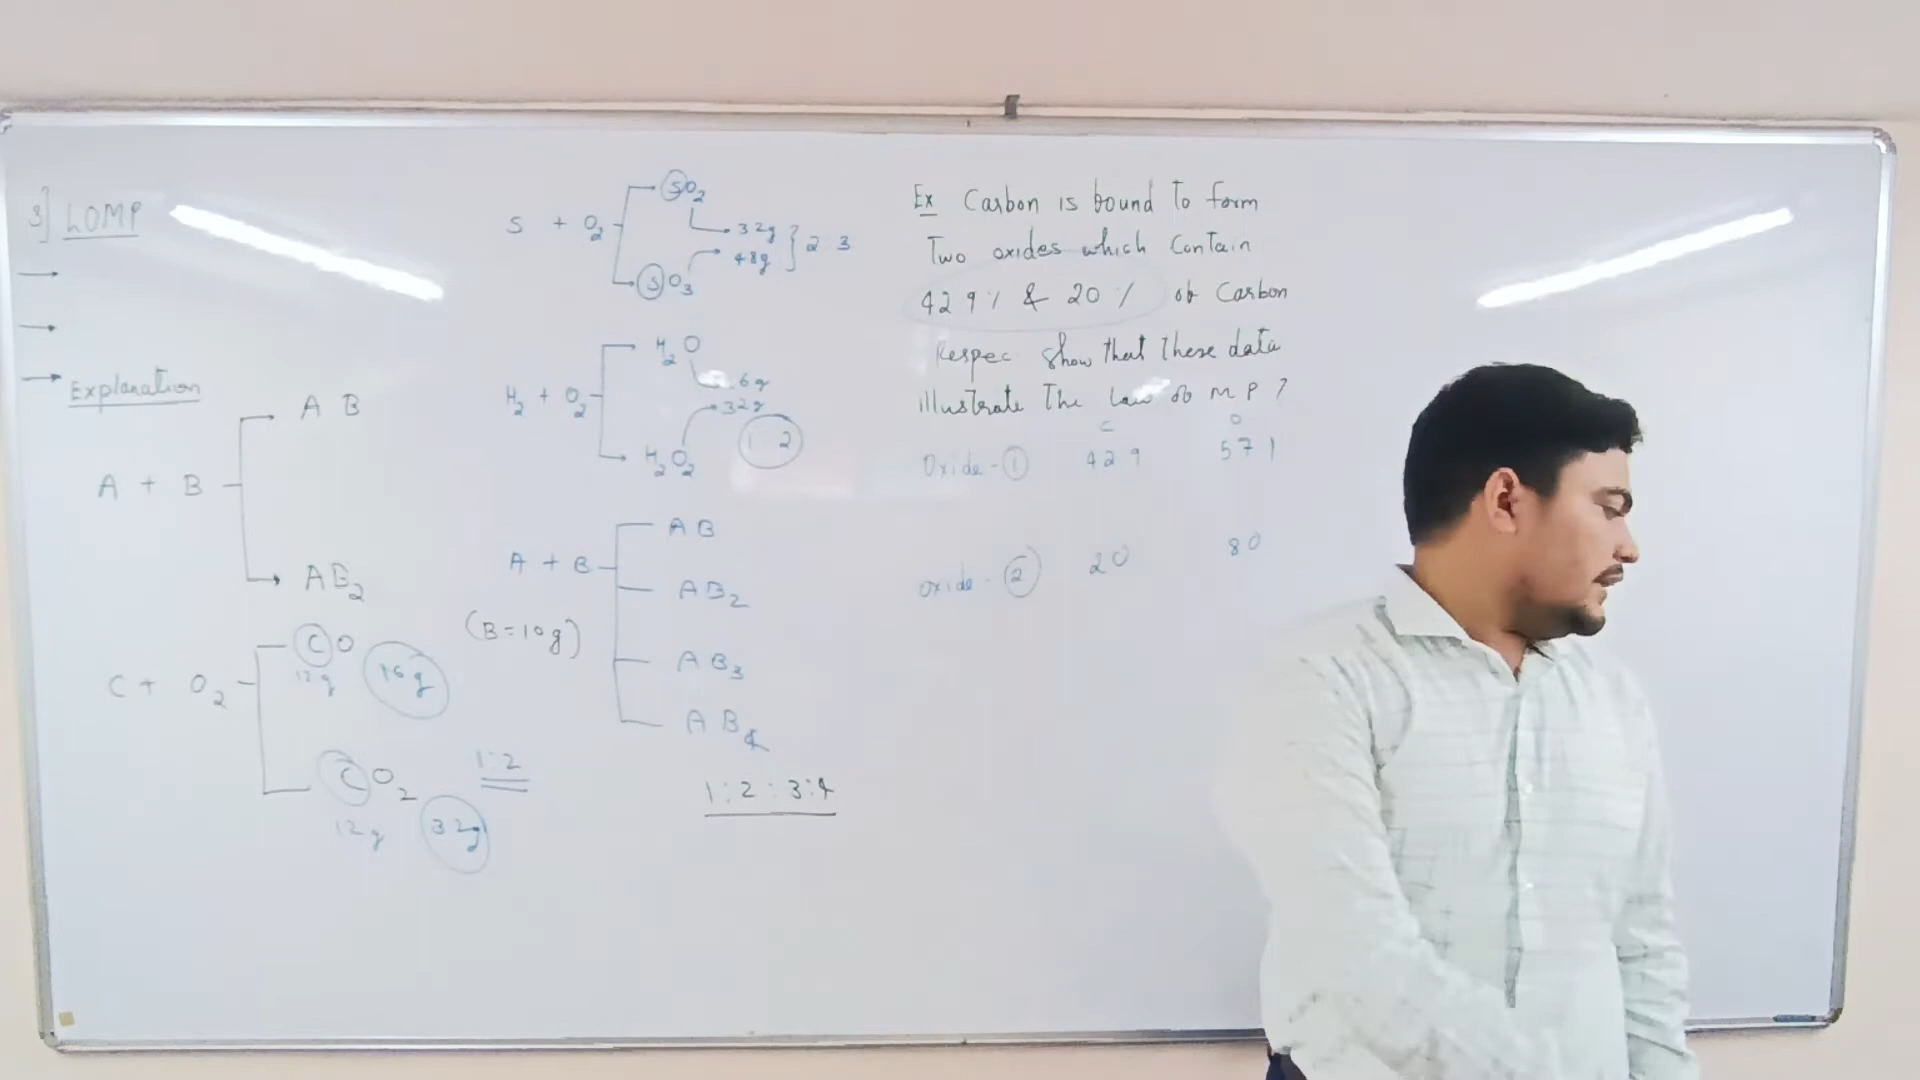 3] LOMP
Explanation
A + B
A B
AB2
C + O2
CO
12g
16g
CO2
12g
32g
1:2
S + O2
SO2
SO3
32g
48g
2 3
H2 + O2
H2O
H2O2
6g
32g
1 2
A + B
(B=10g)
AB
AB2
AB3
AB4
1:2:3:4
Ex Carbon is bound to form
Two oxides which Contain
42 9% & 20 % of Carbon
Respec show that These data
illustrate The Law of M P ?
C O
Oxide-① 42 9 57 1
oxide-② 20 80